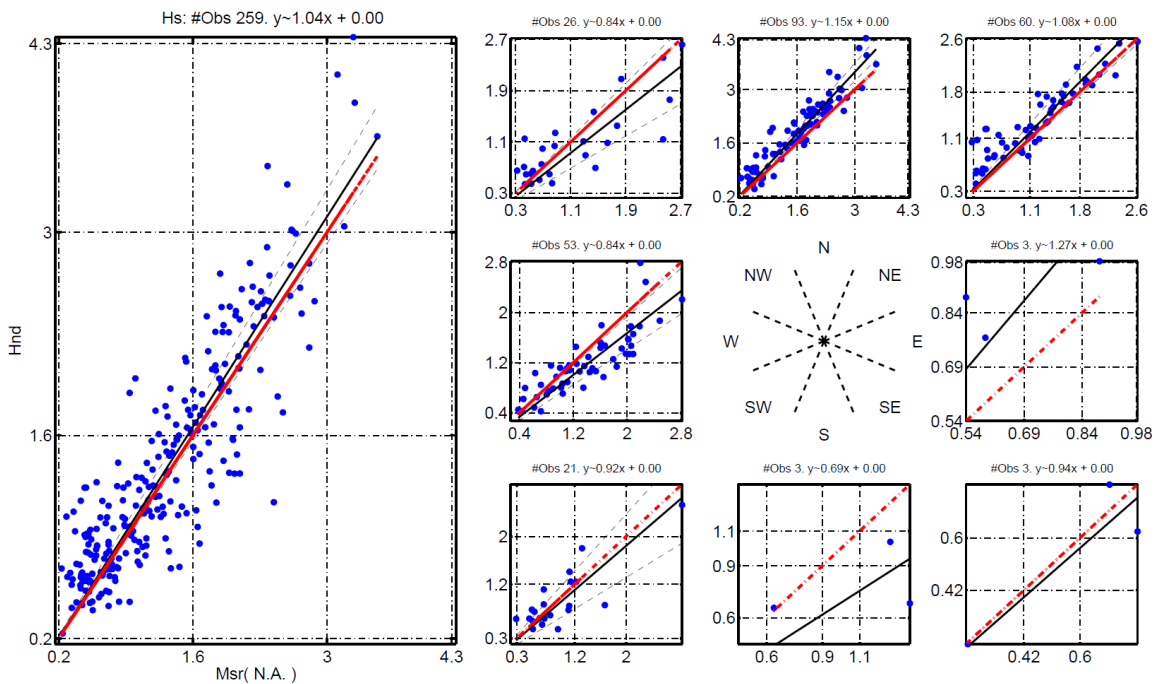 Hs: #Obs 259. y~1.04x + 0.00
4.3
3
1.6
0.2
Hnd
0.2 1.6 3 4.3
Msr( N.A. )
#Obs 26. y~0.84x + 0.00
2.7
1.9
1.1
0.3
0.3 1.1 1.9 2.7
#Obs 93. y~1.15x + 0.00
4.3
3
1.6
0.2
0.2 1.6 3 4.3
#Obs 60. y~1.08x + 0.00
2.6
1.8
1.1
0.3
0.3 1.1 1.8 2.6
#Obs 53. y~0.84x + 0.00
2.8
2
1.2
0.4
0.4 1.2 2 2.8
N
NW NE
W E
SW SE
S
#Obs 3. y~1.27x + 0.00
0.98
0.84
0.69
0.54
0.54 0.69 0.84 0.98
#Obs 21. y~0.92x + 0.00
2
1.2
0.3
0.3 1.2 2
#Obs 3. y~0.69x + 0.00
1.1
0.9
0.6
0.6 0.9 1.1
#Obs 3. y~0.94x + 0.00
0.6
0.42
0.42 0.6